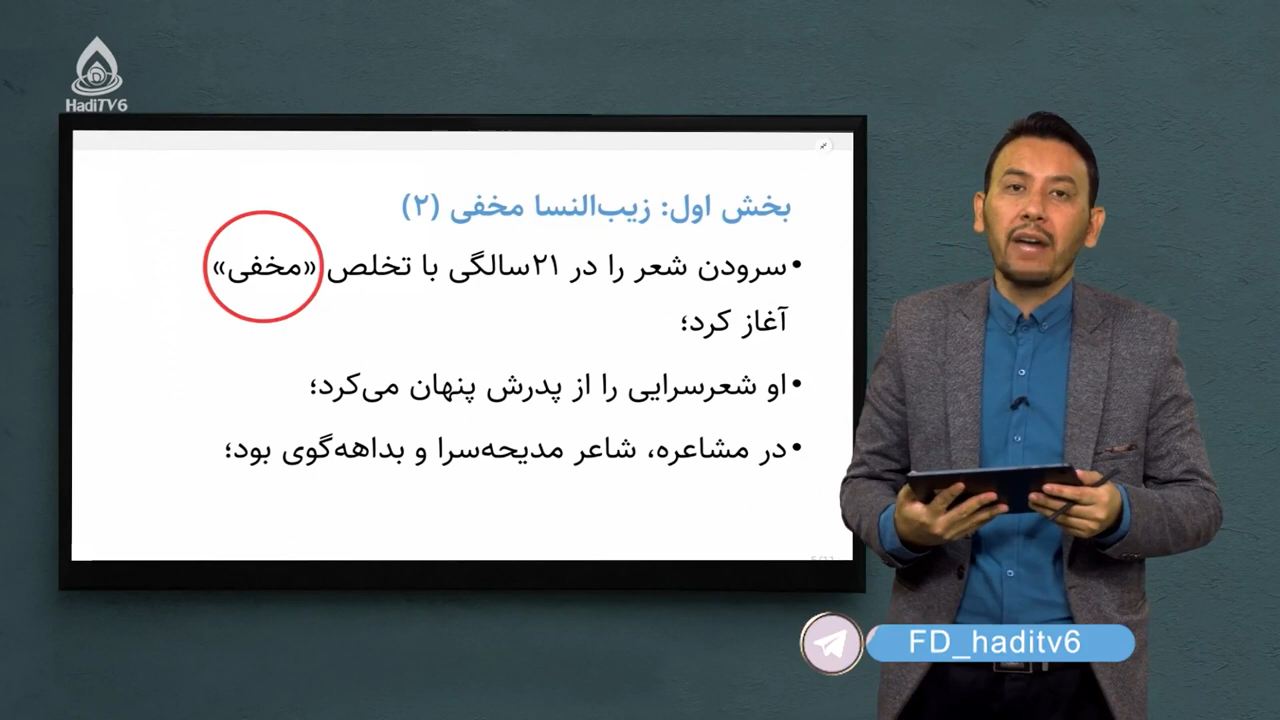 HadiTV6
بخش اول: زیب‌النسا مخفی (۲)
•سرودن شعر را در ۲۱سالگی با تخلص «مخفی»
آغاز کرد؛
•او شعرسرایی را از پدرش پنهان می‌کرد؛
•در مشاعره، شاعر مدیحه‌سرا و بداهه‌گوی بود؛
FD_haditv6